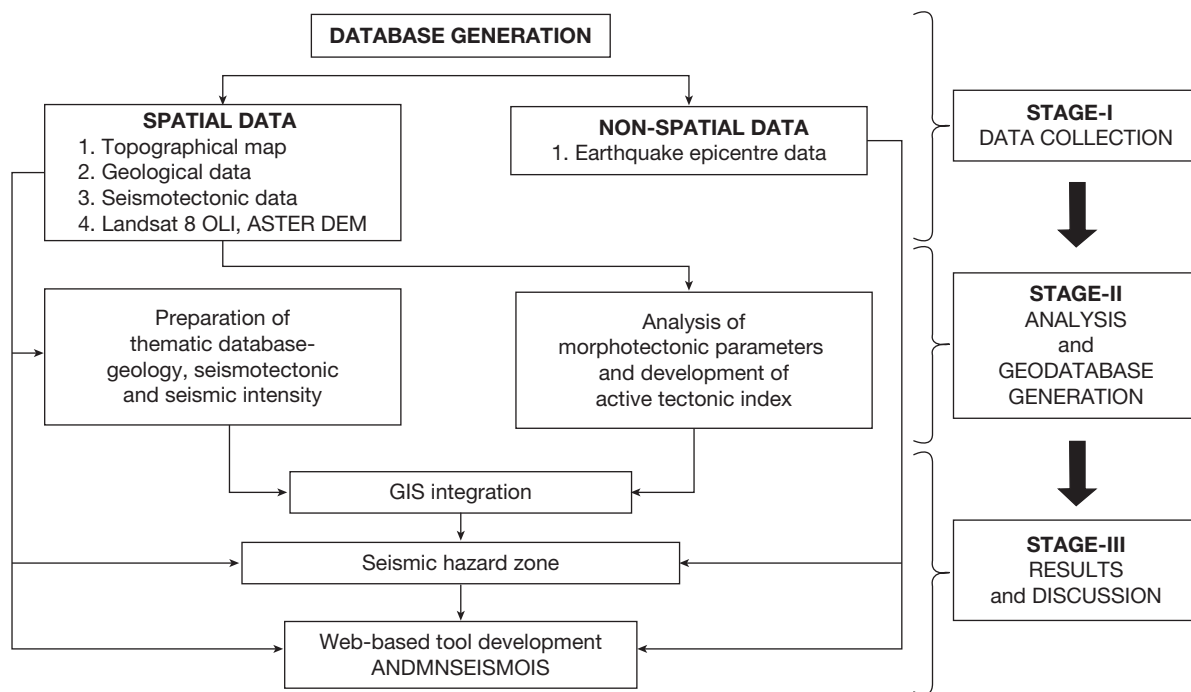 DATABASE GENERATION
SPATIAL DATA
1. Topographical map
2. Geological data
3. Seismotectonic data
4. Landsat 8 OLI, ASTER DEM
NON-SPATIAL DATA
1. Earthquake epicentre data
STAGE-I
DATA COLLECTION
Preparation of
thematic database-
geology, seismotectonic
and seismic intensity
Analysis of
morphotectonic parameters
and development of
active tectonic index
STAGE-II
ANALYSIS
and
GEODATABASE
GENERATION
GIS integration
Seismic hazard zone
Web-based tool development
ANDMNSEISMOIS
STAGE-III
RESULTS
and DISCUSSION